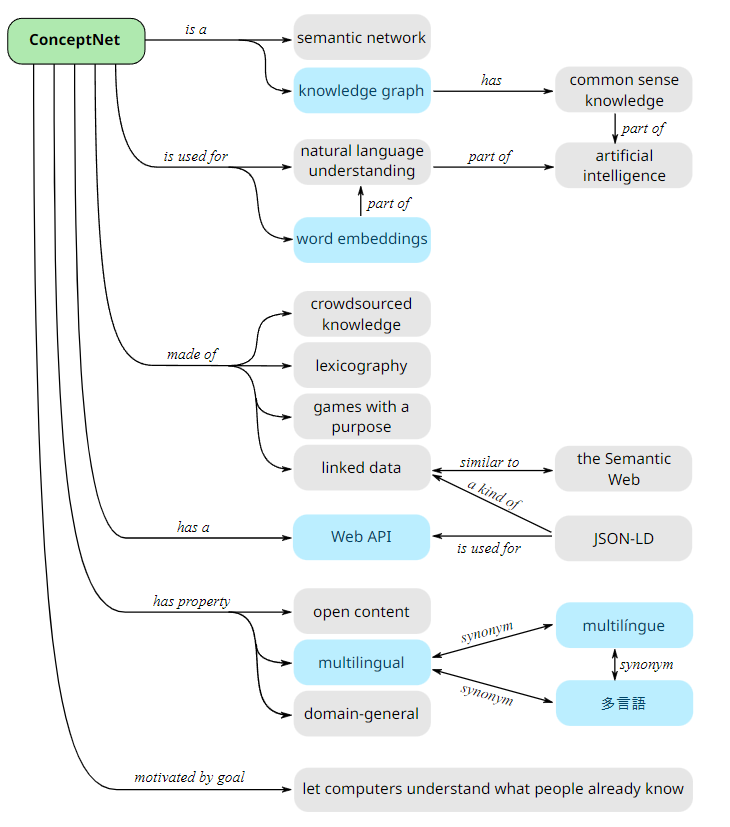 ConceptNet
is a
semantic network
knowledge graph
has
common sense
knowledge
part of
is used for
natural language
understanding
part of
artificial
intelligence
part of
word embeddings
crowdsourced
knowledge
made of
lexicography
games with a
purpose
linked data
similar to
the Semantic
Web
a kind of
has a
Web API
is used for
JSON-LD
has property
open content
multilingual
synonym
multilíngue
synonym
synonym
多言語
domain-general
motivated by goal
let computers understand what people already know